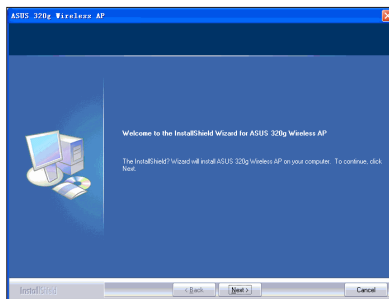 ASUS 320g Wireless AP
Welcome to the InstallShield Wizard for ASUS 320g Wireless AP
The InstallShield? Wizard will install ASUS 320g Wireless AP on your computer. To continue, click
Next.
InstallShield
< Back
Next >
Cancel